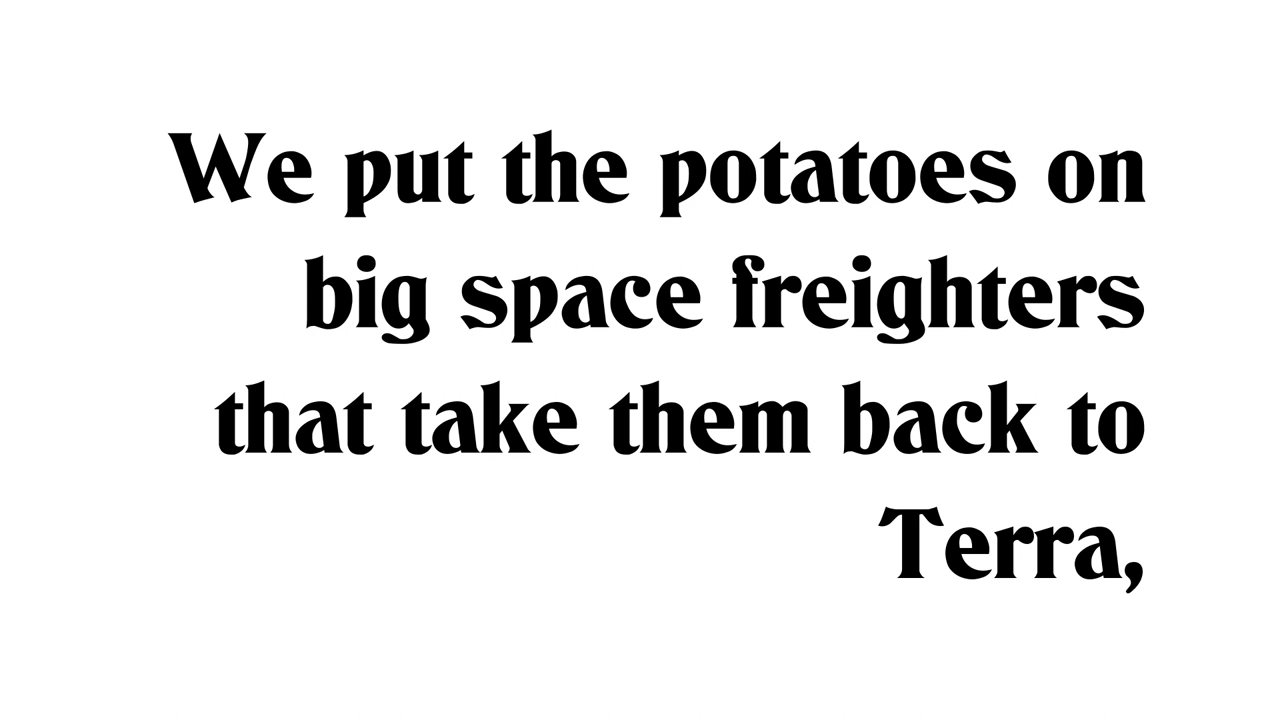 We put the potatoes on
big space freighters
that take them back to
Terra,